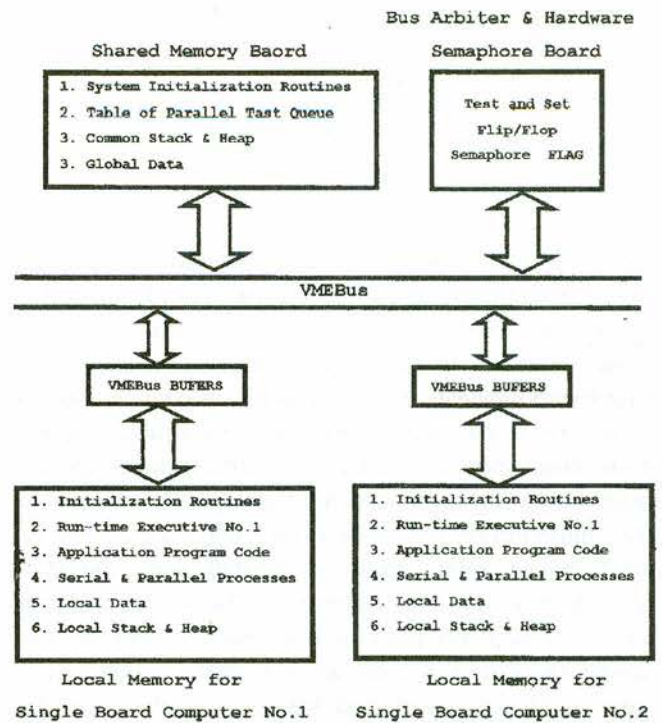 Bus Arbiter & Hardware
Shared Memory Baord
Semaphore Board
1. System Initialization Routines
2. Table of Parallel Tast Queue
3. Common Stack & Heap
3. Global Data
Test and Set
Flip/Flop
Semaphore FLAG
VMEBus
VMEBus BUFERS
VMEBus BUFERS
1. Initialization Routines
2. Run-time Executive No.1
3. Application Program Code
4. Serial & Parallel Processes
5. Local Data
6. Local Stack & Heap
1. Initialization Routines
2. Run-time Executive No.1
3. Application Program Code
4. Serial & Parallel Processes
5. Local Data
6. Local Stack & Heap
Local Memory for
Single Board Computer No.1
Local Memory for
Single Board Computer No.2